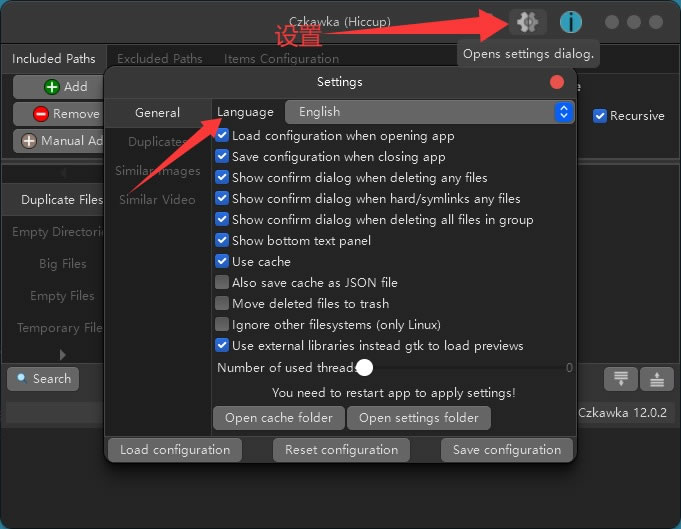 Czkawka (Hiccup)
设置
Opens settings dialog.
Included Paths
Excluded Paths
Items Configuration
Add
Remove
Manual Ad
Recursive
Settings
General
Duplicates
Similar Images
Similar Video
Language
English
Load configuration when opening app
Save configuration when closing app
Show confirm dialog when deleting any files
Show confirm dialog when hard/symlinks any files
Show confirm dialog when deleting all files in group
Show bottom text panel
Use cache
Also save cache as JSON file
Move deleted files to trash
Ignore other filesystems (only Linux)
Use external libraries instead gtk to load previews
Number of used thread
0
You need to restart app to apply settings!
Open cache folder
Open settings folder
Load configuration
Reset configuration
Save configuration
Duplicate Files
Empty Directori
Big Files
Empty Files
Temporary File
Search
Czkawka 12.0.2